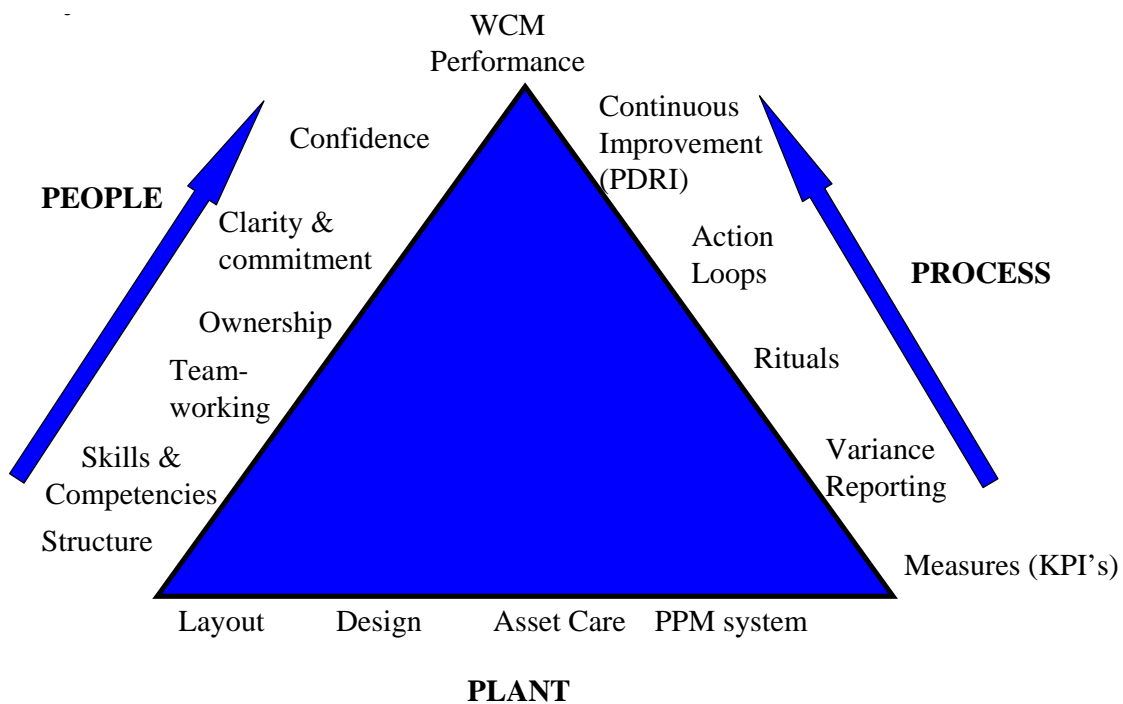 WCM
Performance
Confidence
Continuous
Improvement
(PDRI)
PEOPLE
Clarity &
commitment
Action
Loops
PROCESS
Ownership
Rituals
Team-
working
Skills &
Competencies
Variance
Reporting
Structure
Measures (KPI's)
Layout Design Asset Care PPM system
PLANT